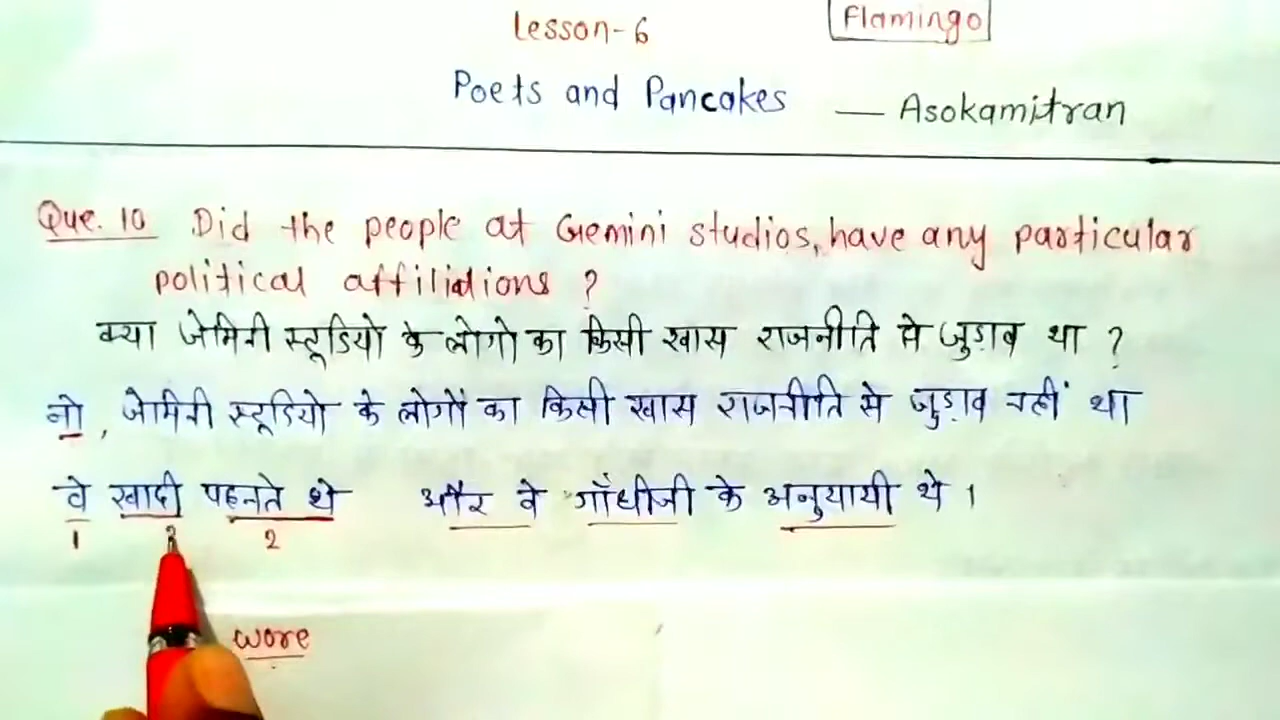 Lesson-6
Flamingo
Poets and Pancakes — Asokamitran
Que. 10 Did the people at Gemini studios, have any particular
political affiliations ?
क्या जेमिनी स्टूडियो के लोगो का किसी खास राजनीति से जुड़ाव था ?
नो, जेमिनी स्टूडियो के लोगों का किसी खास राजनीति से जुड़ाव नहीं था
वे खादी पहनते थे और वे गाँधीजी के अनुयायी थे ।
1 3 2
wore